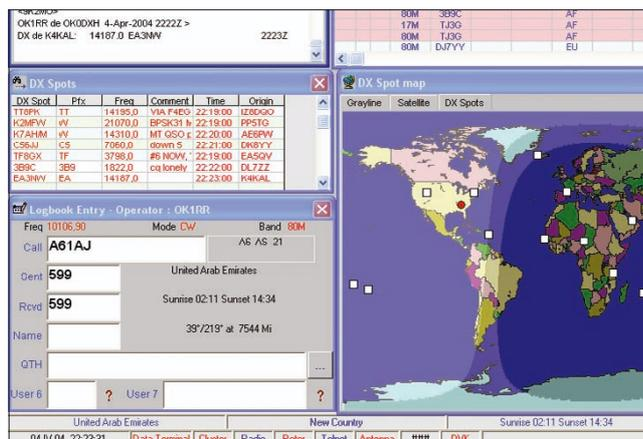 OK1RR de OK0DXH 4-Apr-2004 2222Z >
DX de K4KAL: 14187.0 EA3NW 2223Z
80M 3B9C AF
17M TJ3G AF
80M TJ3G AF
80M DJ7YY EU
DX Spots
DX Spot Pfx Freq Comment Time Origin
TT8PK TT 14195,0 VIA F4EG 22:19:00 IZ8DQO
K2MFW W 21070,0 BPSK31 22:19:00 PP5TG
K7AHM W 14310,0 MT QSO p 22:20:00 AE6PW
C56JJ C5 7060,0 down 5 22:21:00 DK8YY
TF8GX TF 3798,0 #6 NOW, 22:19:00 EA5QV
3B9C 3B9 1822,0 cq lonely 22:22:00 DL7ZZ
EA3NW EA 14187,0 22:23:00 K4KAL
DX Spot map
Grayline Satellite DX Spots
Logbook Entry - Operator : OK1RR
Freq 10106,90 Mode CW Band 80M
Call A61AJ A6 AS 21
Cent 599 United Arab Emirates
Rcvd 599 Sunrise 02:11 Sunset 14:34
Name 39°/219° at 7544 Mi
QTH ...
User 6 ? User 7 ?
United Arab Emirates New Country Sunrise 02:11 Sunset 14:34
Data Terminal Cluster Radio Rotor Telnet Antenna ### DVK